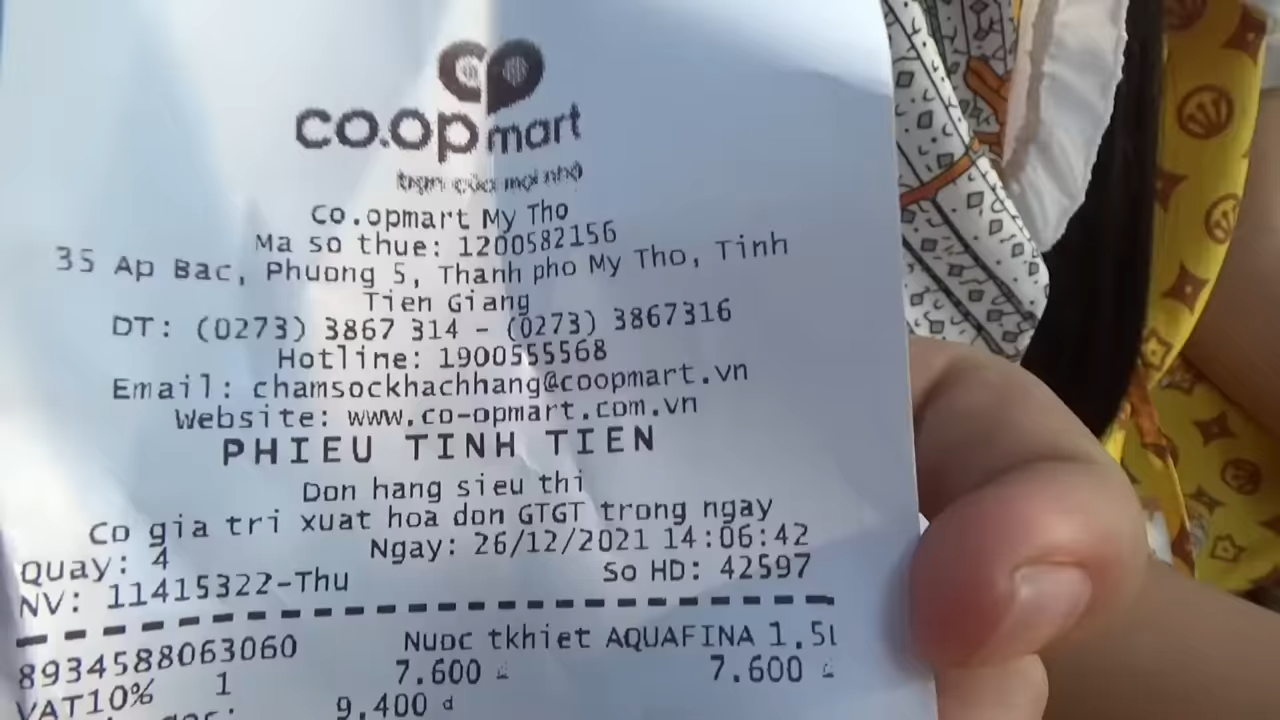 co.op mart
bạn của mọi nhà
Co.opmart My Tho
Ma so thue: 1200582156
35 Ap Bac, Phuong 5, Thanh pho My Tho, Tinh
Tien Giang
DT: (0273) 3867 314 - (0273) 3867316
Hotline: 1900555568
Email: chamsockhachhang@coopmart.vn
Website: www.co-opmart.com.vn
PHIEU TINH TIEN
Don hang sieu thi
Co gia tri xuat hoa don GTGT trong ngay
Quay: 4 Ngay: 26/12/2021 14:06:42
NV: 11415322-Thu So HD: 42597
8934588063060 Nuoc tkhiet AQUAFINA 1.5l
VAT10% 1 7.600 đ 7.600 đ
9.400 đ